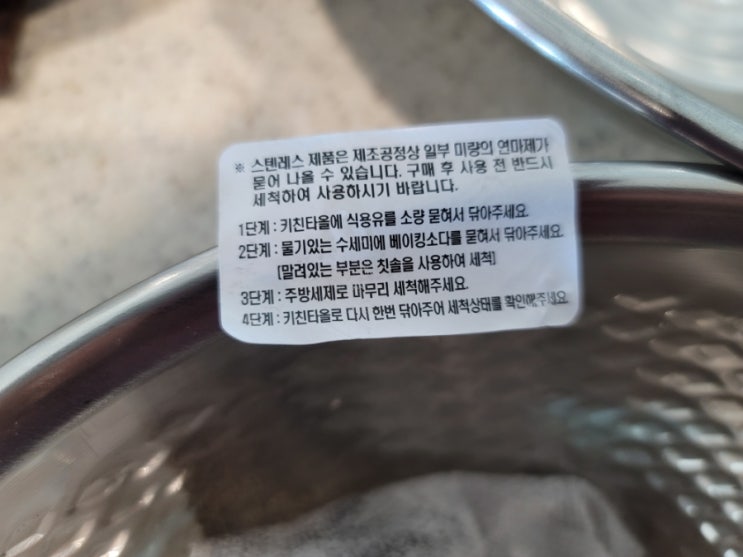 ※ 스텐레스 제품은 제조공정상 일부 미량의 연마제가
묻어 나올 수 있습니다. 구매 후 사용 전 반드시
세척하여 사용하시기 바랍니다.
1단계 : 키친타올에 식용유를 소량 묻혀서 닦아주세요.
2단계 : 물기있는 수세미에 베이킹소다를 묻혀서 닦아주세요.
[말려있는 부분은 칫솔을 사용하여 세척]
3단계 : 주방세제로 마무리 세척해주세요.
4단계 : 키친타올로 다시 한번 닦아주어 세척상태를 확인해주세요.